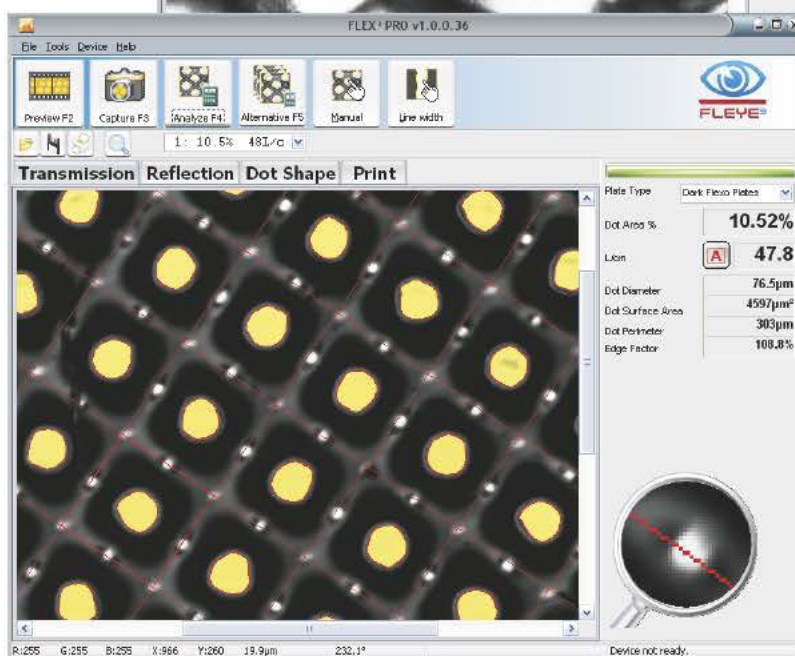 FLEX³ PRO v1.0.0.36
File Tools Device Help
Preview F2
Capture F3
Analyze F4
Alternative F5
Manual
Line width
FLEYE³
1: 10.5% 48L/c
Transmission
Reflection
Dot Shape
Print
Plate Type Dark Flexo Plates
Dot Area % 10.52%
L/cm A 47.8
Dot Diameter 76.5µm
Dot Surface Area 4597µm²
Dot Perimeter 303µm
Edge Factor 108.8%
R:255 G:255 B:255 X:966 Y:260 19.9µm 232.1° Device not ready.